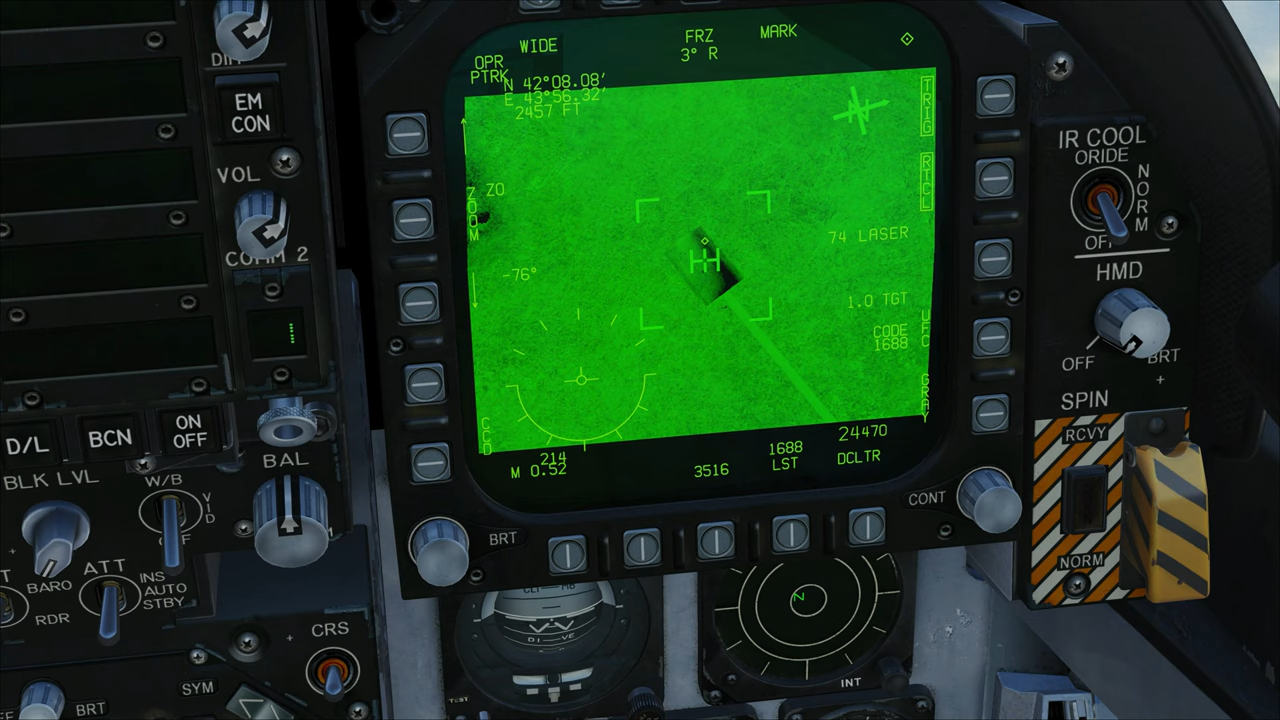 WIDE
FRZ
MARK
OPR
3° R
PTRK
N 42°08.08′
E 43°56.32′
2457 FT
TRIG
ZOOM
ZO
RTCL
-76°
74 LASER
1.0 TGT
CODE
1688
UFC
GRAY
CCD
214
M 0.52
3516
1688
LST
24470
DCLTR
BRT
CONT
EM
CON
VOL
COMM 2
D/L
BCN
ON
OFF
BLK LVL
W/B
VID
BAL
BARO
RDR
ATT
INS
AUTO
STBY
CRS
SYM
BRT
IR COOL
ORIDE
NORM
OFF
HMD
OFF
BRT
SPIN
RCVY
NORM
DIVE
TEST
N
INT